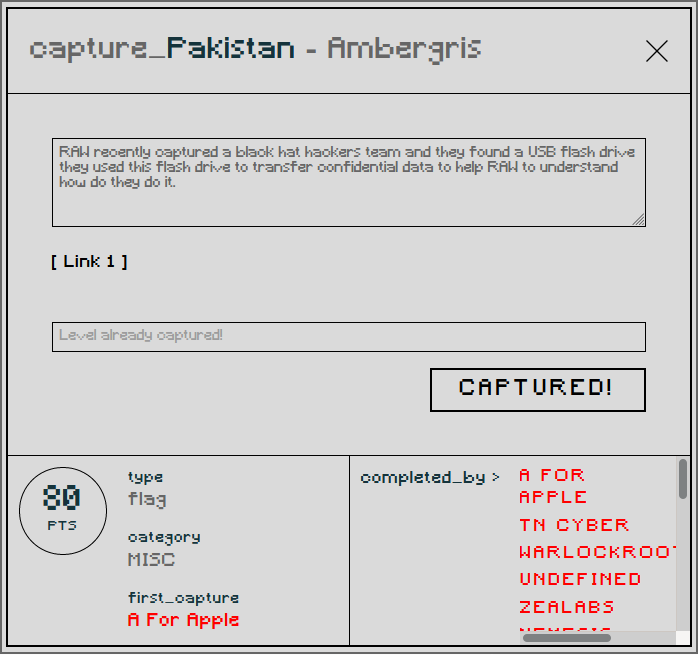 capture_Pakistan - Ambergris
RAW recently captured a black hat hackers team and they found a USB flash drive
they used this flash drive to transfer confidential data to help RAW to understand
how do they do it.
[ Link 1 ]
Level already captured!
CAPTURED!
80
PTS
type
flag
category
MISC
first_capture
A For Apple
completed_by >
A FOR
APPLE
TN CYBER
WARLOCKROOT
UNDEFINED
ZEALABS
NEMESIS